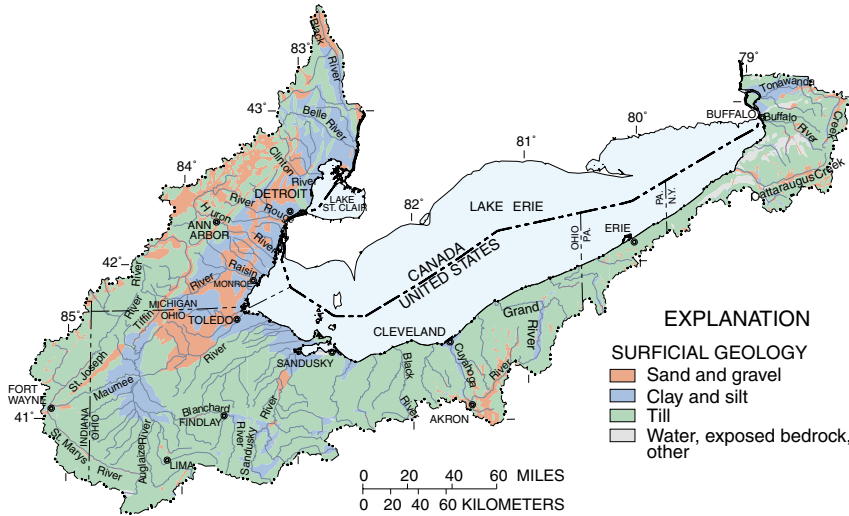 Black
River
83°
79°
Tonawanda
43°
Belle River
BUFFALO
Buffalo
River
Creek
80°
81°
84°
Clinton
River
DETROIT
LAKE
ST. CLAIR
Cattaraugus Creek
River
Rouge
Huron
82°
LAKE ERIE
PA.
N.Y.
ANN
ARBOR
River
OHIO
PA.
ERIE
42°
River
Raisin
River
MONROE
CANADA
UNITED STATES
River
Tiffin
MICHIGAN
OHIO
85°
TOLEDO
CLEVELAND
Grand
River
EXPLANATION
St. Joseph
River
SANDUSKY
SURFICIAL GEOLOGY
Sand and gravel
Clay and silt
Till
Water, exposed bedrock,
other
Maumee
Black
River
Cuyahoga
River
FORT
WAYNE
41°
Blanchard
FINDLAY
River
AKRON
INDIANA
OHIO
St. Marys
River
Auglaize
River
LIMA
River
Sandusky
0 20 40 60 MILES
0 20 40 60 KILOMETERS